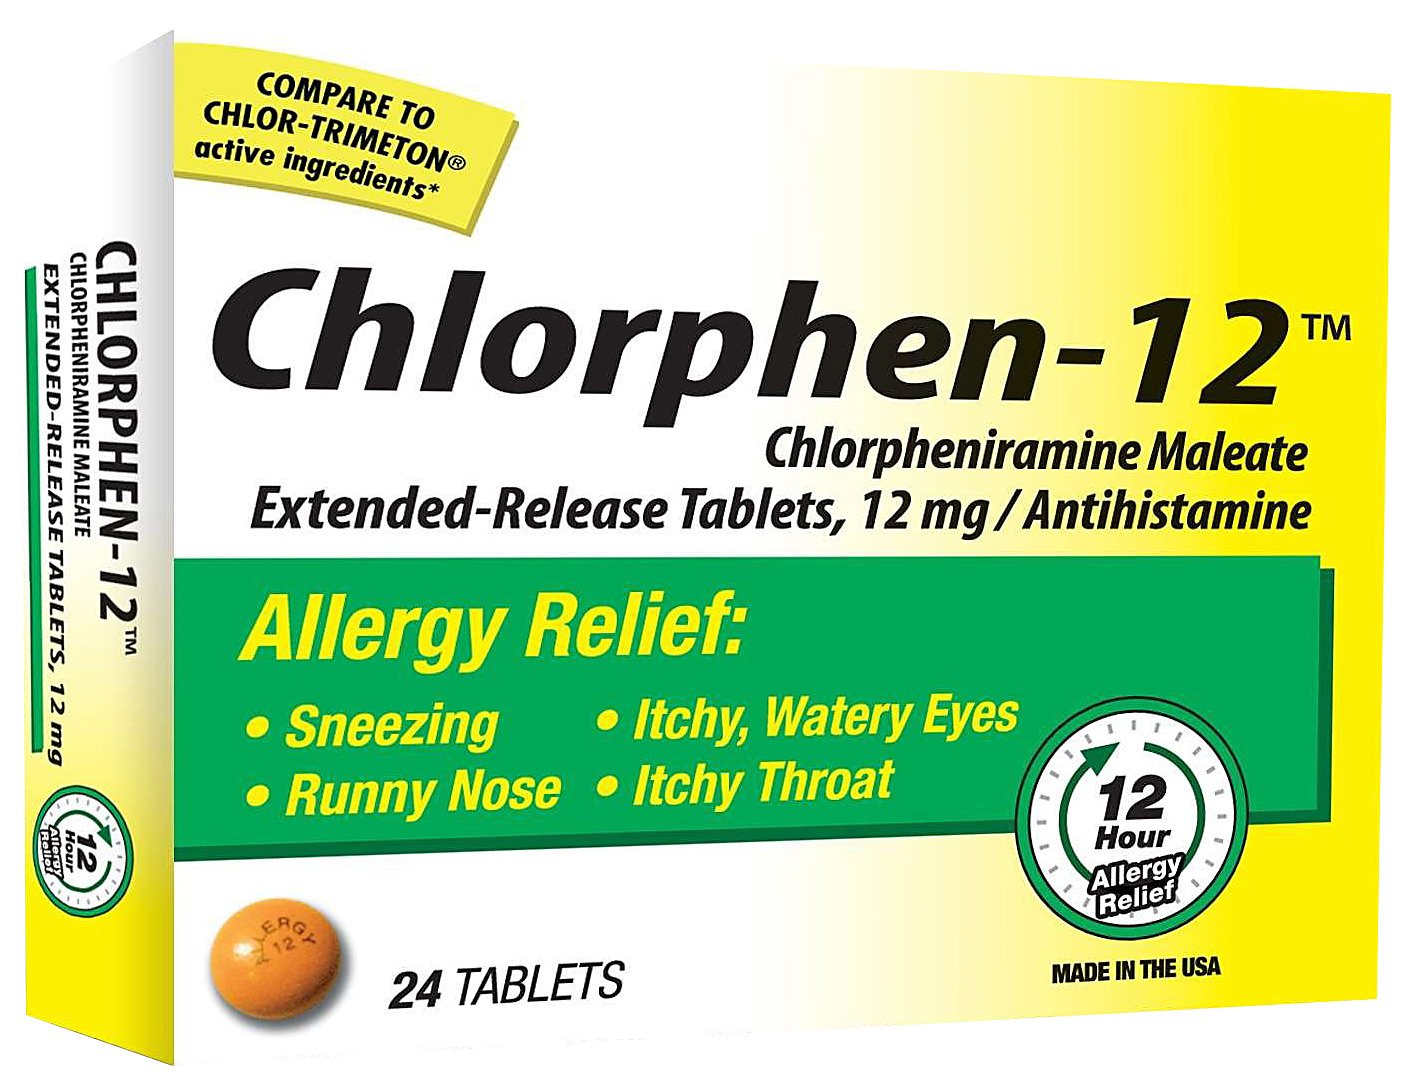 COMPARE TO
CHLOR-TRIMETON®
active ingredients*
Chlorphen-12™
Chlorpheniramine Maleate
Extended-Release Tablets, 12 mg / Antihistamine
Allergy Relief:
• Sneezing
• Runny Nose
• Itchy, Watery Eyes
• Itchy Throat
12
Hour
Allergy
Relief
MADE IN THE USA
ALLERGY
12
24 TABLETS
CHLORPHEN-12™
CHLORPHENIRAMINE MALEATE
EXTENDED-RELEASE TABLETS, 12 mg
12
Hour
Allergy
Relief